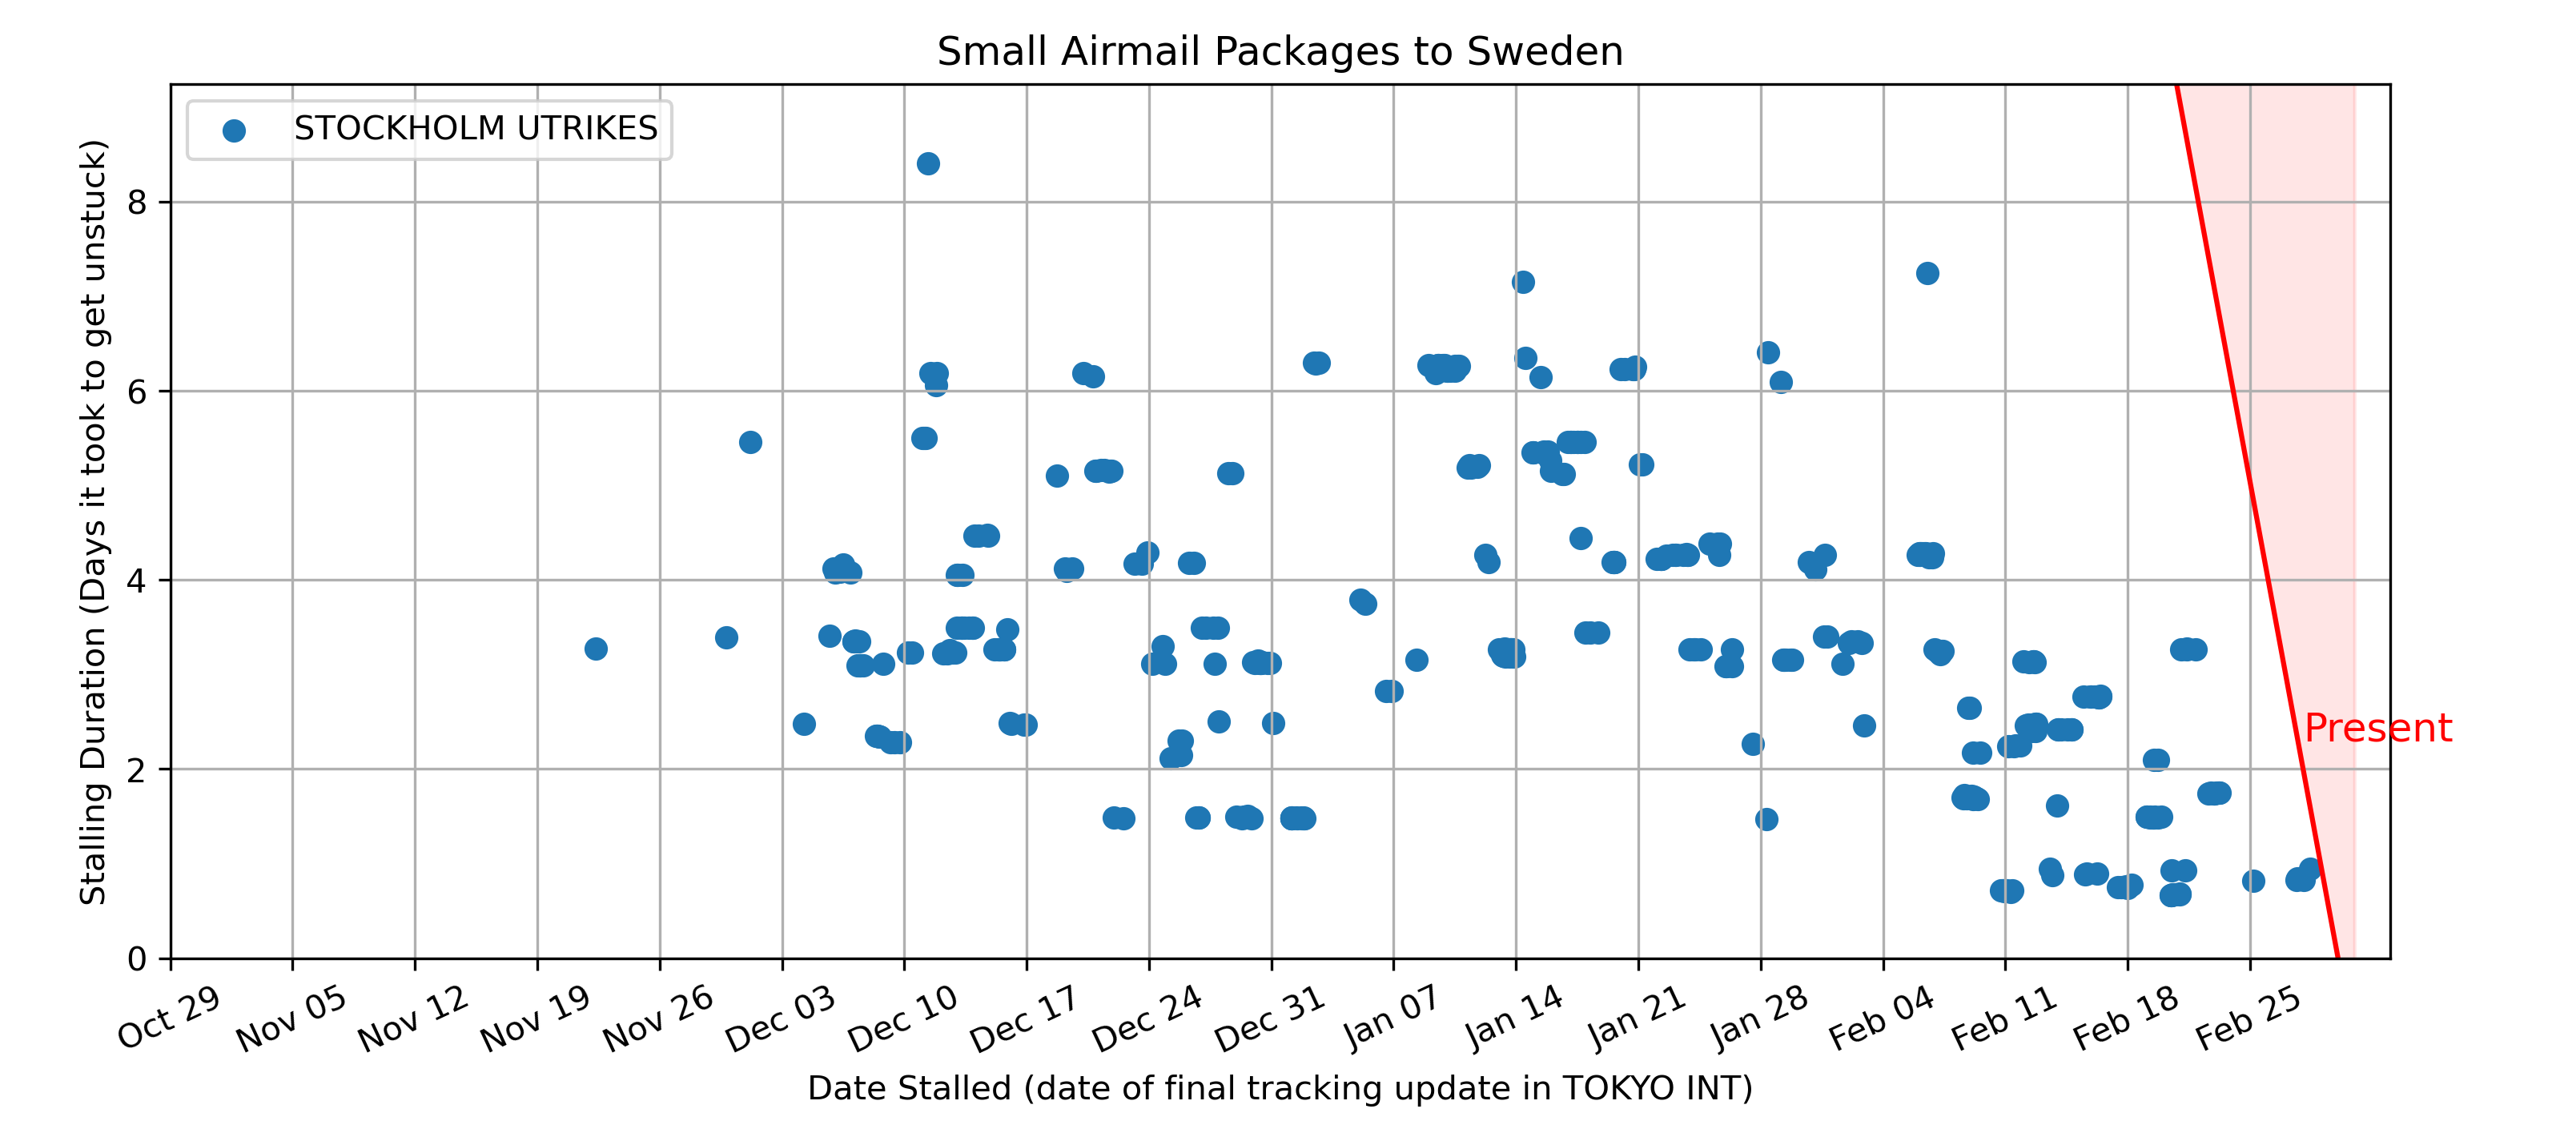 Small Airmail Packages to Sweden
STOCKHOLM UTRIKES
Stalling Duration (Days it took to get unstuck)
8
6
4
2
0
Present
Oct 29
Nov 05
Nov 12
Nov 19
Nov 26
Dec 03
Dec 10
Dec 17
Dec 24
Dec 31
Jan 07
Jan 14
Jan 21
Jan 28
Feb 04
Feb 11
Feb 18
Feb 25
Date Stalled (date of final tracking update in TOKYO INT)